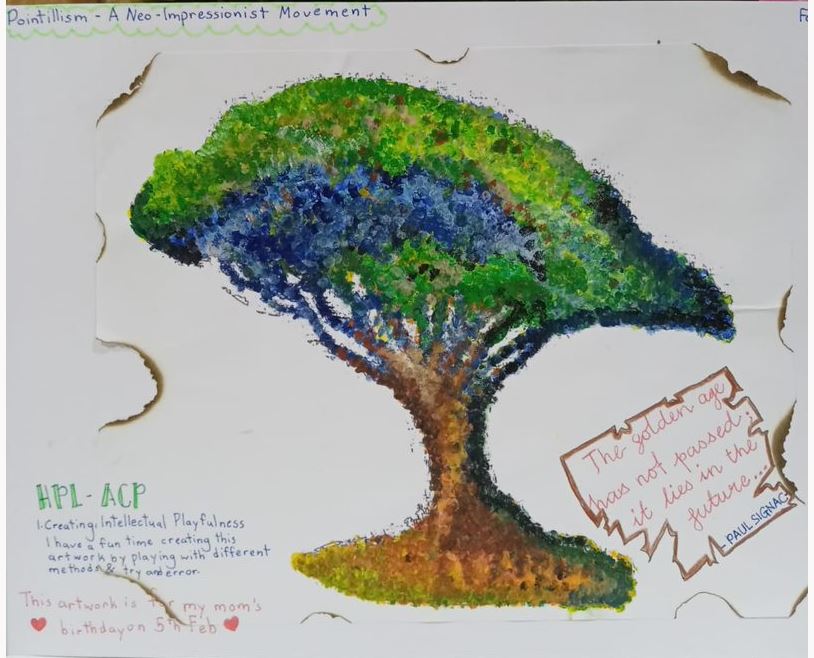 Pointillism - A Neo-Impressionist Movement
The golden age
has not passed;
it lies in the
future...
-PAUL SIGNAC
HPL-ACP
1.Creating: Intellectual Playfulness
I have a fun time creating this
artwork by playing with different
methods & try and error.
This artwork is for my mom's
birthday on 5th Feb